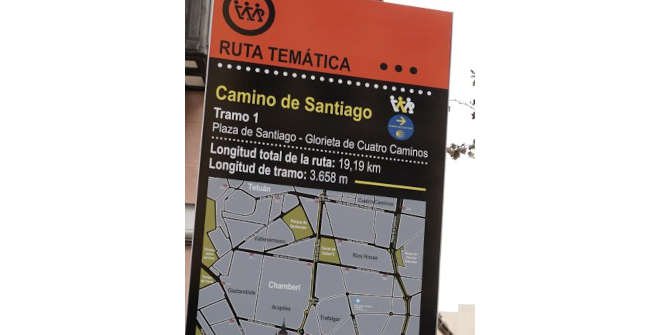 RUTA TEMÁTICA
Camino de Santiago
Tramo 1
Plaza de Santiago - Glorieta de Cuatro Caminos
Longitud total de la ruta: 19,19 km
Longitud de tramo: 3.658 m
Tetuán
Cuatro Caminos
Vallehermoso
Ríos Rosas
Chamberí
Gaztambide
Arapiles
Trafalgar